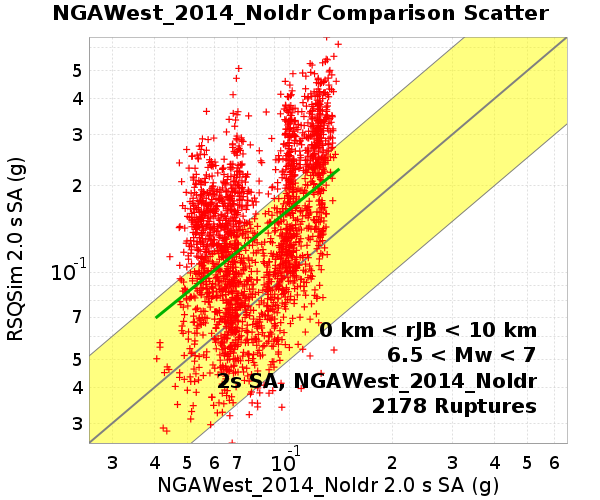 NGAWest_2014_NoIdr Comparison Scatter
RSQSim 2.0 s SA (g)
5
4
3
2
10-1
7
5
4
3
0 km < rJB < 10 km
6.5 < Mw < 7
2s SA, NGAWest_2014_NoIdr
2178 Ruptures
3 4 5 6 7 10-1 2 3 4 5 6
NGAWest_2014_NoIdr 2.0 s SA (g)